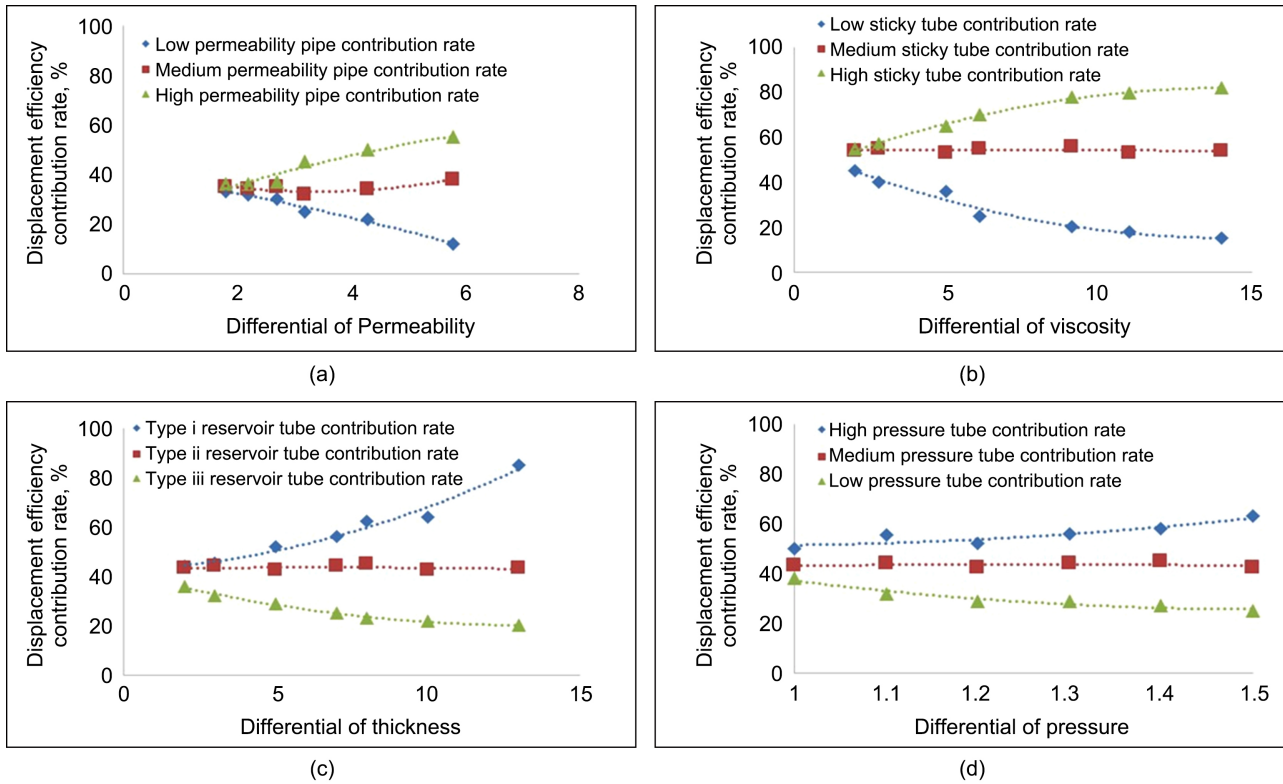 100
80
60
40
20
0
Displacement efficiency
contribution rate, %
Low permeability pipe contribution rate
Medium permeability pipe contribution rate
High permeability pipe contribution rate
0 2 4 6 8
Differential of Permeability
(a)
100
80
60
40
20
0
Displacement efficiency
contribution rate, %
Low sticky tube contribution rate
Medium sticky tube contribution rate
High sticky tube contribution rate
0 5 10 15
Differential of viscosity
(b)
100
80
60
40
20
0
Displacement efficiency
contribution rate, %
Type i reservoir tube contribution rate
Type ii reservoir tube contribution rate
Type iii reservoir tube contribution rate
0 5 10 15
Differential of thickness
(c)
100
80
60
40
20
0
Displacement efficiency
contribution rate, %
High pressure tube contribution rate
Medium pressure tube contribution rate
Low pressure tube contribution rate
1 1.1 1.2 1.3 1.4 1.5
Differential of pressure
(d)